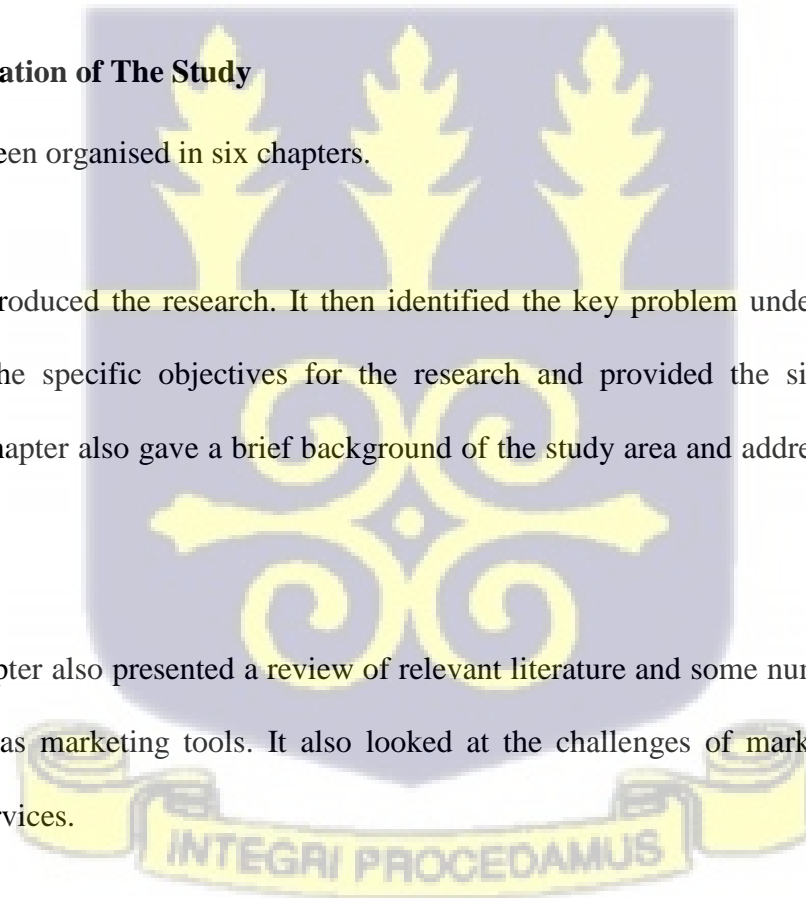 ation of The Study
een organised in six chapters.
roduced the research. It then identified the key problem unde
he specific objectives for the research and provided the si
hapter also gave a brief background of the study area and addre
pter also presented a review of relevant literature and some nu
as marketing tools. It also looked at the challenges of mark
rvices.
INTEGRI PROCEDAMUS